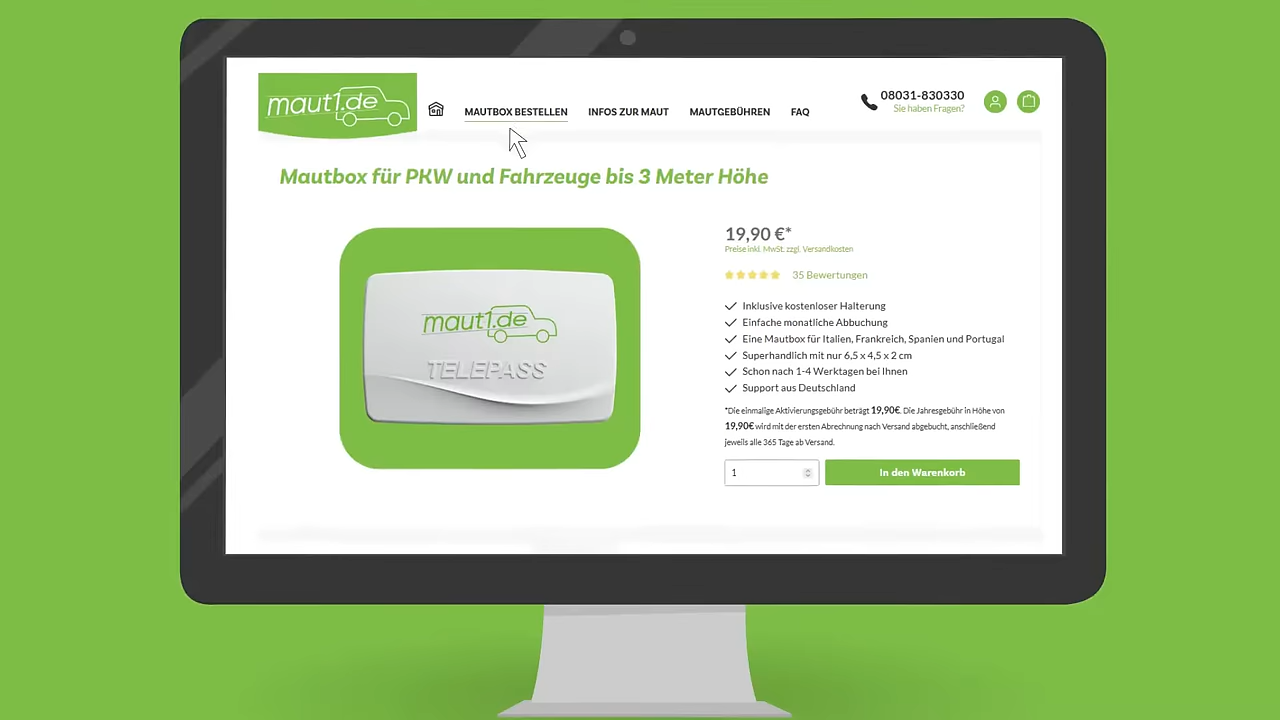 maut1.de
MAUTBOX BESTELLEN
INFOS ZUR MAUT
MAUTGEBÜHREN
FAQ
08031-830330
Sie haben Fragen?
Mautbox für PKW und Fahrzeuge bis 3 Meter Höhe
maut1.de
TELEPASS
19,90 €*
Preise inkl. MwSt. zzgl. Versandkosten
35 Bewertungen
Inklusive kostenloser Halterung
Einfache monatliche Abbuchung
Eine Mautbox für Italien, Frankreich, Spanien und Portugal
Superhandlich mit nur 6,5 x 4,5 x 2 cm
Schon nach 1-4 Werktagen bei Ihnen
Support aus Deutschland
*Die einmalige Aktivierungsgebühr beträgt 19,90€. Die Jahresgebühr in Höhe von
19,90€ wird mit der ersten Abrechnung nach Versand abgebucht, anschließend
jeweils alle 365 Tage ab Versand.
1
In den Warenkorb